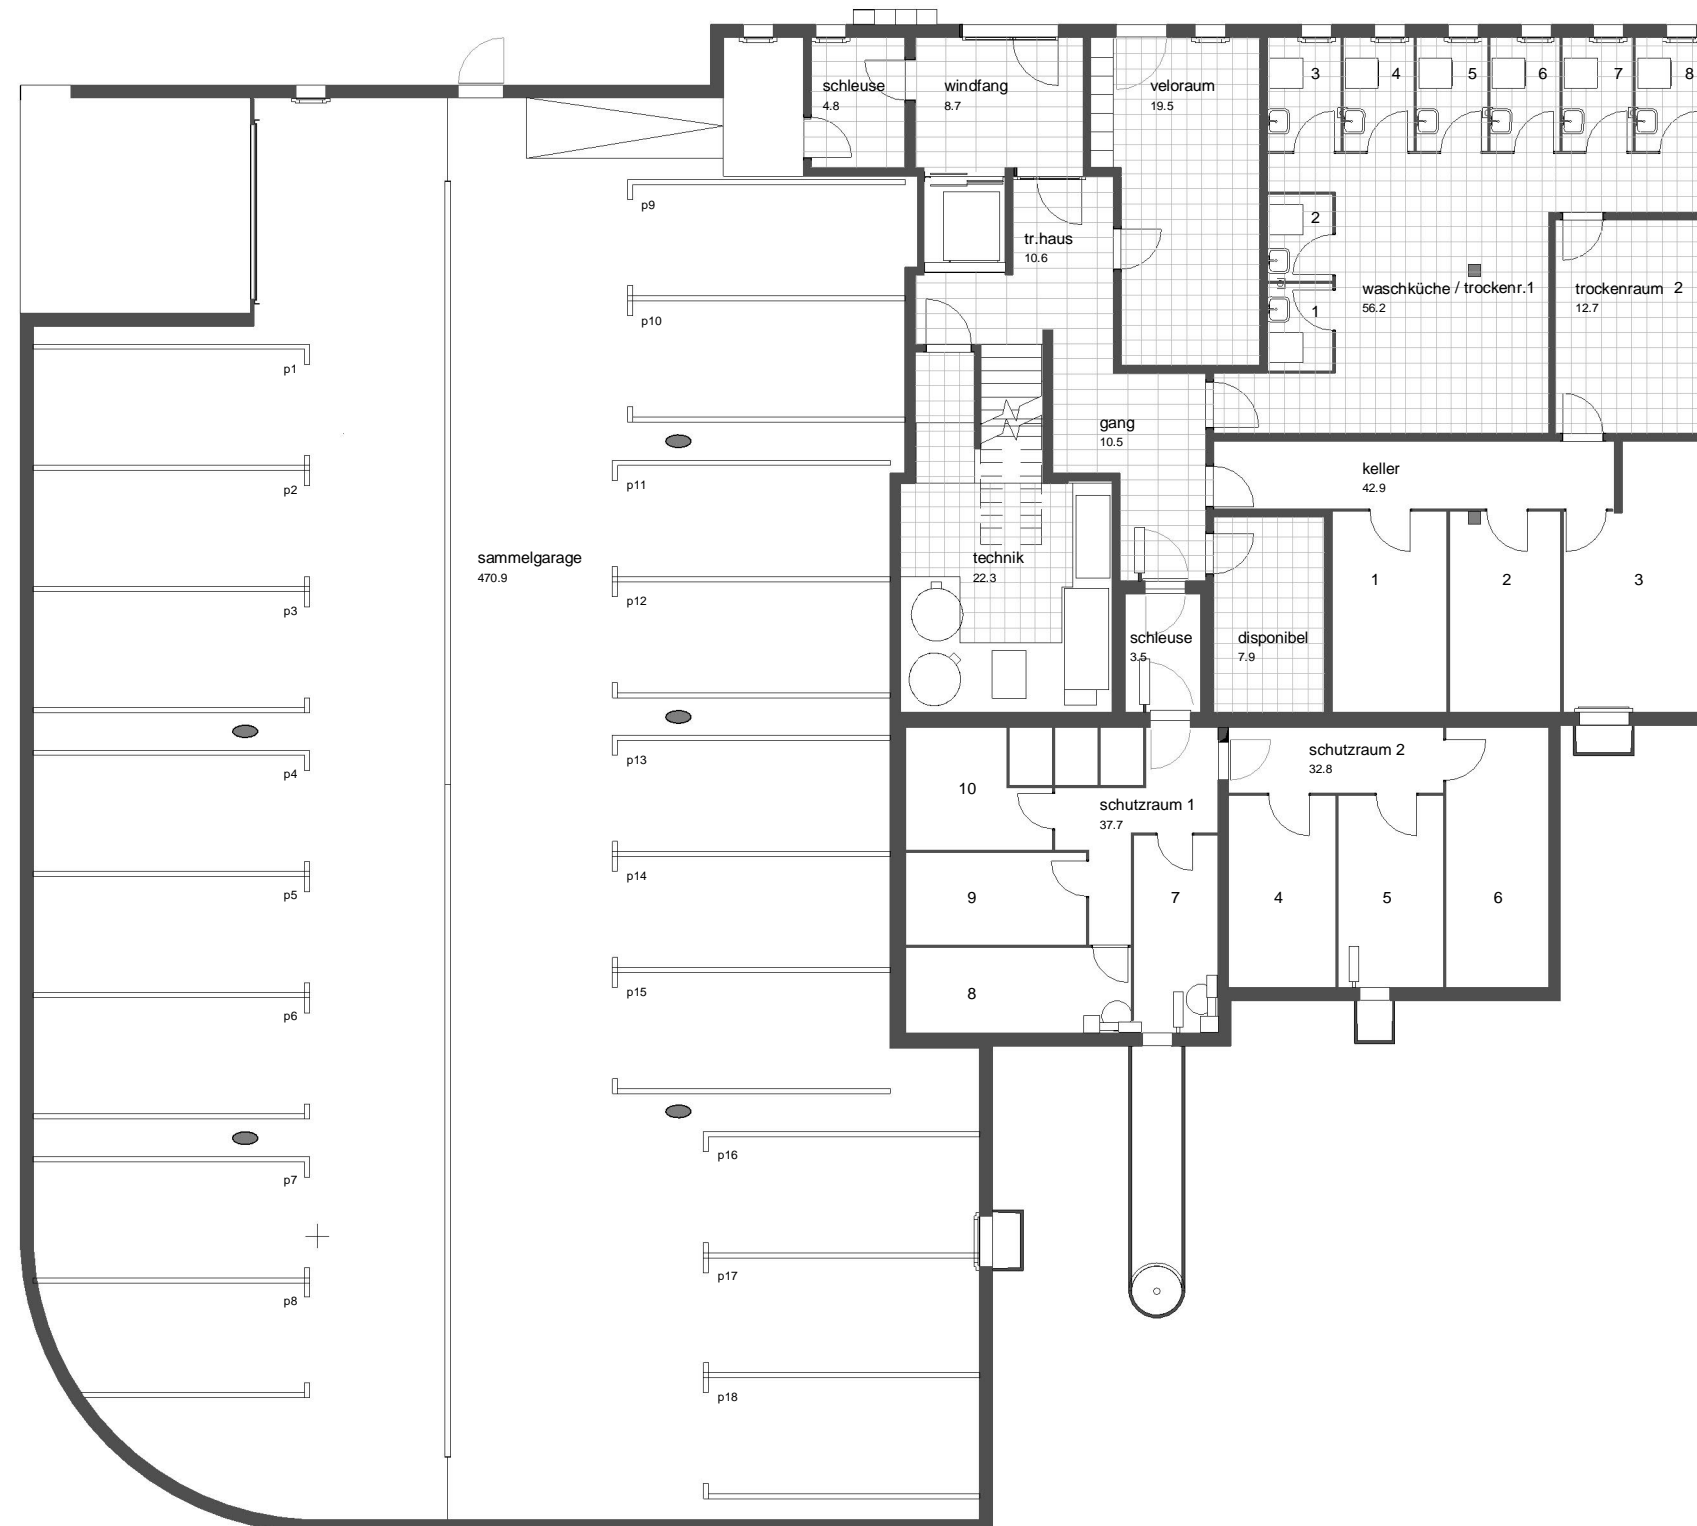 3
4
5
6
7
8
schleuse
4.8
windfang
8.7
veloraum
19.5
p9
2
tr.haus
10.6
waschküche / trockenr.1
56.2
trockenraum 2
12.7
1
p10
p1
gang
10.5
keller
42.9
p2
p11
sammelgarage
470.9
technik
22.3
1
2
3
p3
p12
schleuse
3.5
disponibel
7.9
p4
p13
schutzraum 2
32.8
10
schutzraum 1
37.7
p5
p14
9
7
4
5
6
p6
p15
8
p7
p16
p8
p17
p18